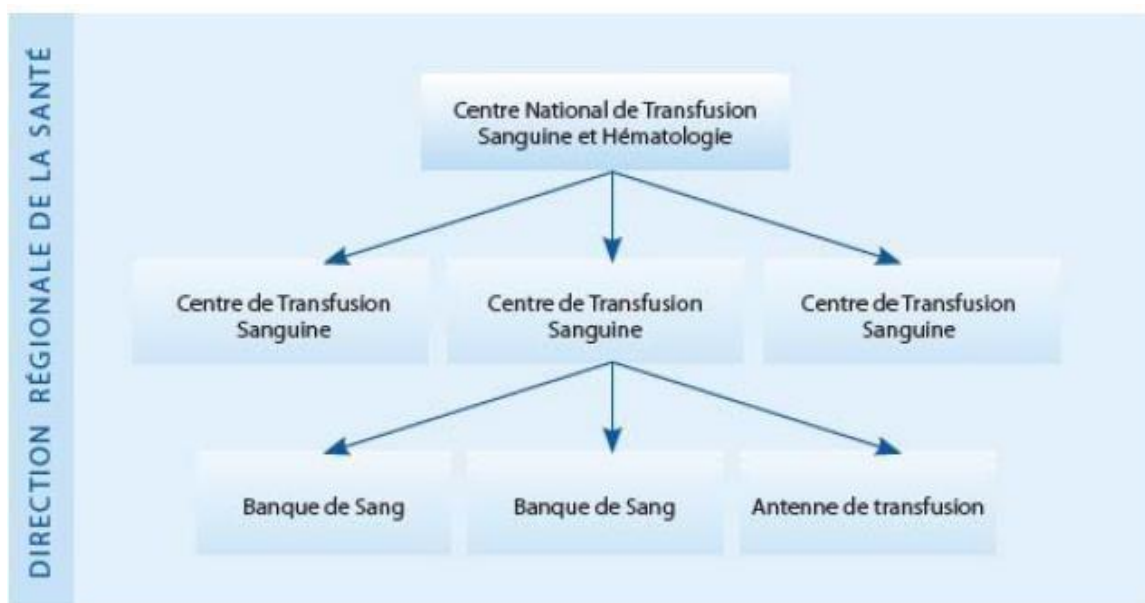 DIRECTION RÉGIONALE DE LA SANTÉ
Centre National de Transfusion
Sanguine et Hématologie
Centre de Transfusion
Sanguine
Centre de Transfusion
Sanguine
Centre de Transfusion
Sanguine
Banque de Sang
Banque de Sang
Antenne de transfusion